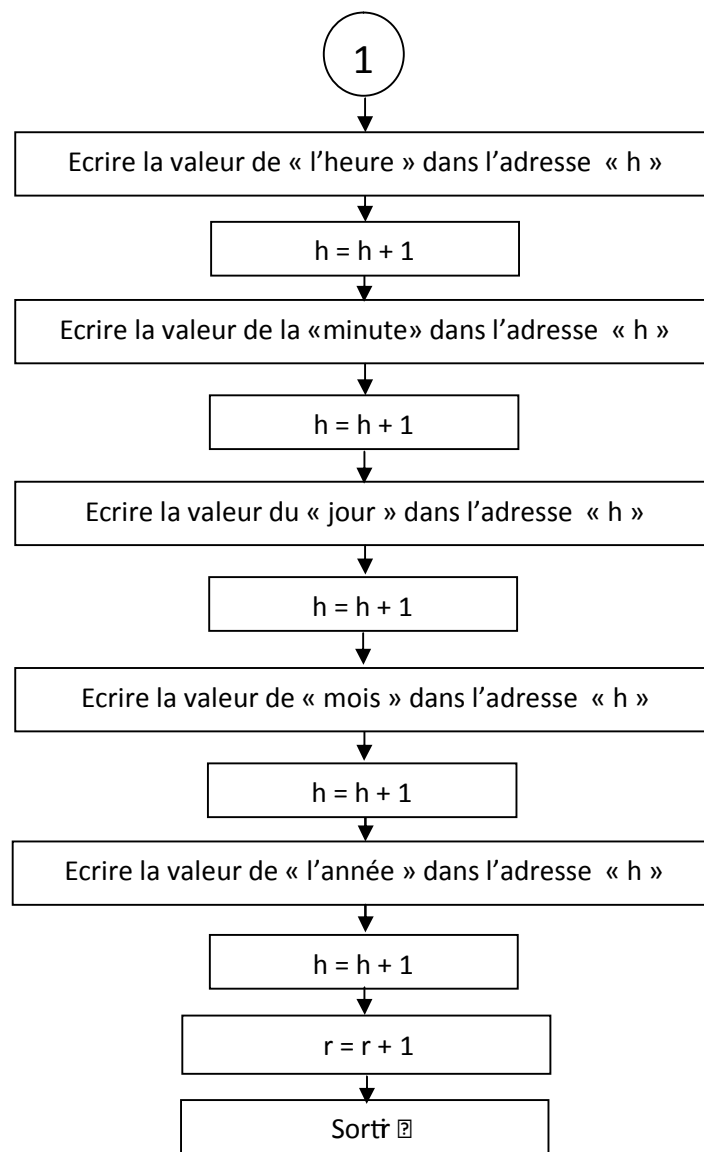 1
Ecrire la valeur de « l’heure » dans l’adresse « h »
h = h + 1
Ecrire la valeur de la «minute» dans l’adresse « h »
h = h + 1
Ecrire la valeur du « jour » dans l’adresse « h »
h = h + 1
Ecrire la valeur de « mois » dans l’adresse « h »
h = h + 1
Ecrire la valeur de « l’année » dans l’adresse « h »
h = h + 1
r = r + 1
Sortir